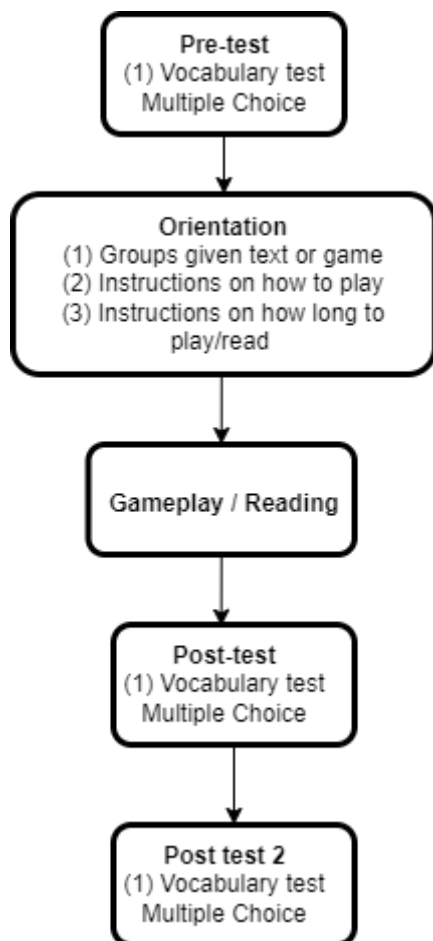 Pre-test
(1) Vocabulary test
Multiple Choice
Orientation
(1) Groups given text or game
(2) Instructions on how to play
(3) Instructions on how long to
play/read
Gameplay / Reading
Post-test
(1) Vocabulary test
Multiple Choice
Post test 2
(1) Vocabulary test
Multiple Choice